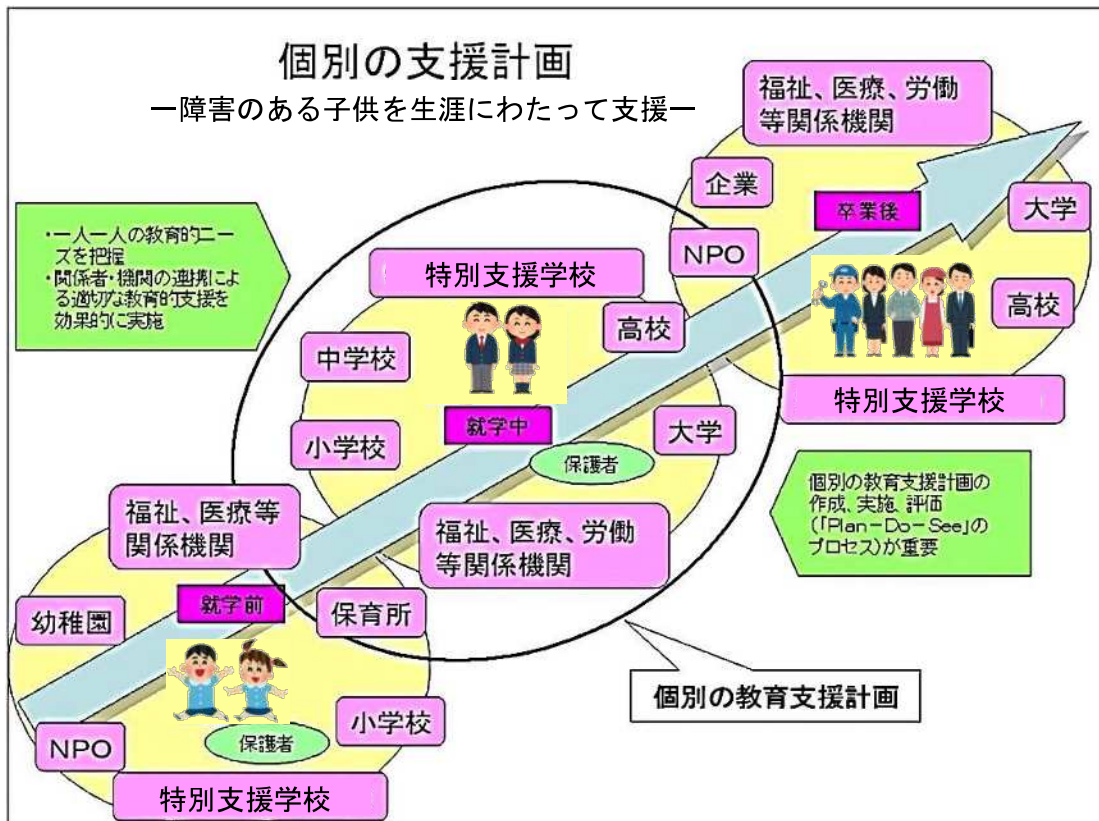 個別の支援計画
ー障害のある子供を生涯にわたって支援ー
福祉、医療、労働
等関係機関
企業
卒業後
大学
NPO
高校
特別支援学校
・一人一人の教育的ニー
ズを把握
・関係者・機関の連携によ
る適切な教育的支援を
効果的に実施
特別支援学校
中学校
高校
小学校
就学中
大学
保護者
福祉、医療、労働
等関係機関
個別の教育支援計画の
作成、実施、評価
(「Plan-Do-See」の
プロセス)が重要
福祉、医療等
関係機関
就学前
幼稚園
保育所
小学校
NPO
保護者
特別支援学校
個別の教育支援計画